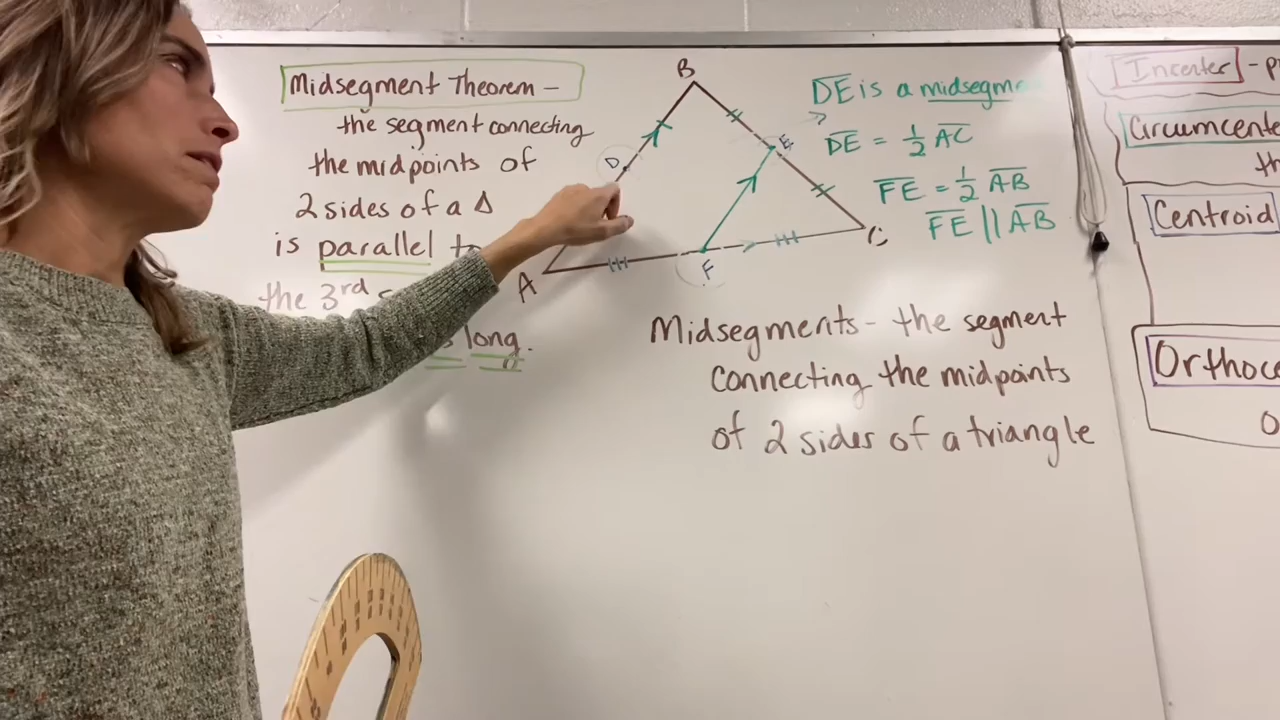 Midsegment Theorem -
the segment connecting
the midpoints of
2 sides of a Δ
is parallel
the 3rd
long.
B
D
E
A
F
C
DE is a midsegm
DE = 1/2 AC
FE = 1/2 AB
FE || AB
Midsegments - the segment
connecting the midpoints
of 2 sides of a triangle
Incenter - p
Circumcente
th
Centroid
Orthoce
O